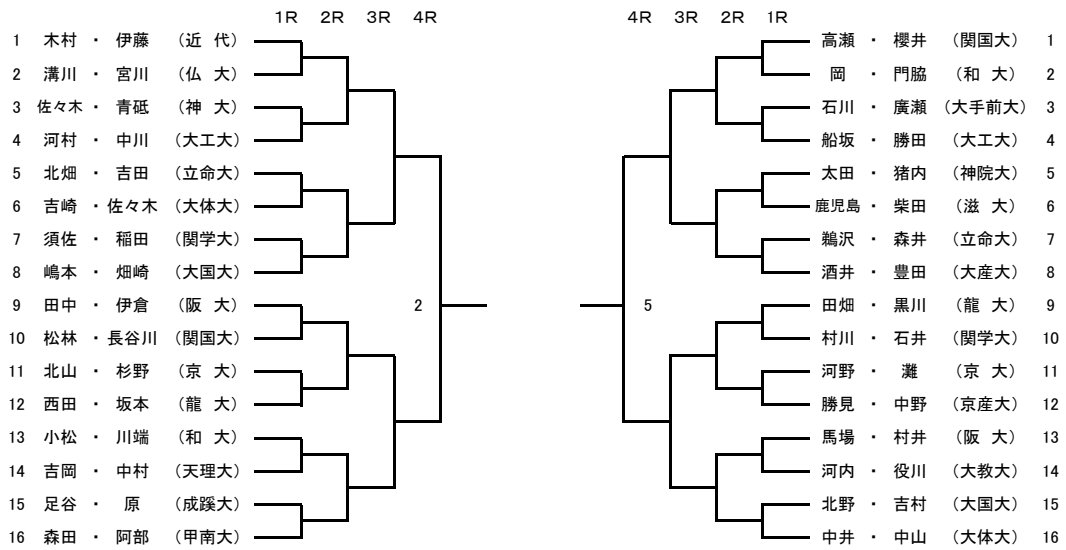 1R 2R 3R 4R
1 木村 ・ 伊藤 （近 代）
2 溝川 ・ 宮川 （仏 大）
3 佐々木 ・ 青砥 （神 大）
4 河村 ・ 中川 （大工大）
5 北畑 ・ 吉田 （立命大）
6 吉崎 ・ 佐々木 （大体大）
7 須佐 ・ 稲田 （関学大）
8 嶋本 ・ 畑崎 （大国大）
9 田中 ・ 伊倉 （阪 大）
2
10 松林 ・ 長谷川 （関国大）
11 北山 ・ 杉野 （京 大）
12 西田 ・ 坂本 （龍 大）
13 小松 ・ 川端 （和 大）
14 吉岡 ・ 中村 （天理大）
15 足谷 ・ 原 （成蹊大）
16 森田 ・ 阿部 （甲南大）
4R 3R 2R 1R
高瀬 ・ 櫻井 （関国大） 1
岡 ・ 門脇 （和 大） 2
石川 ・ 廣瀬 （大手前大） 3
船坂 ・ 勝田 （大工大） 4
太田 ・ 猪内 （神院大） 5
鹿児島 ・ 柴田 （滋 大） 6
鵜沢 ・ 森井 （立命大） 7
酒井 ・ 豊田 （大産大） 8
5
田畑 ・ 黒川 （龍 大） 9
村川 ・ 石井 （関学大） 10
河野 ・ 灘 （京 大） 11
勝見 ・ 中野 （京産大） 12
馬場 ・ 村井 （阪 大） 13
河内 ・ 役川 （大教大） 14
北野 ・ 吉村 （大国大） 15
中井 ・ 中山 （大体大） 16